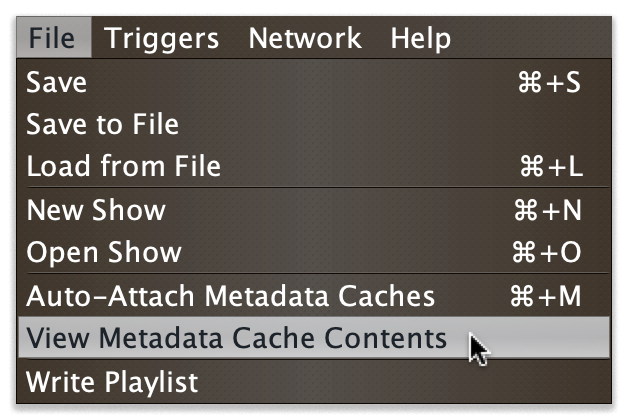 File Triggers Network Help
Save ⌘+S
Save to File
Load from File ⌘+L
New Show ⌘+N
Open Show ⌘+O
Auto-Attach Metadata Caches ⌘+M
View Metadata Cache Contents
Write Playlist